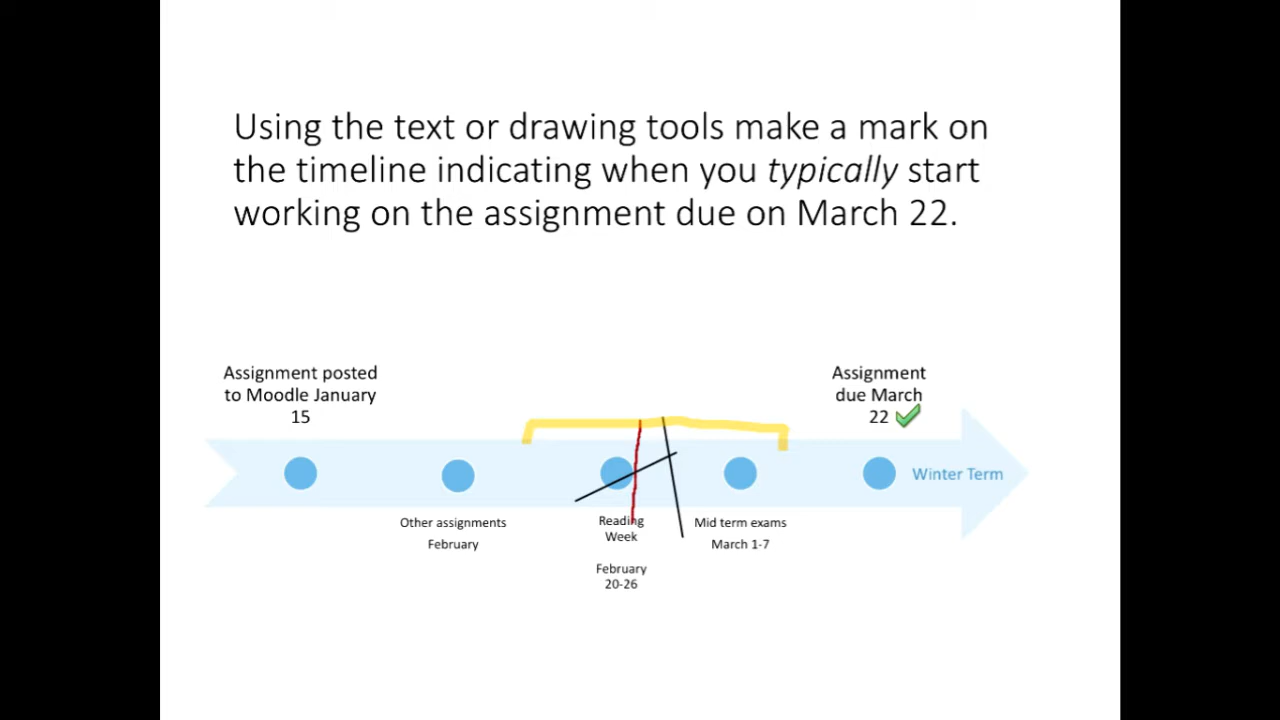 Using the text or drawing tools make a mark on
the timeline indicating when you typically start
working on the assignment due on March 22.
Assignment posted
to Moodle January
15
Assignment
due March
22
Winter Term
Other assignments
February
Reading
Week
February
20-26
Mid term exams
March 1-7